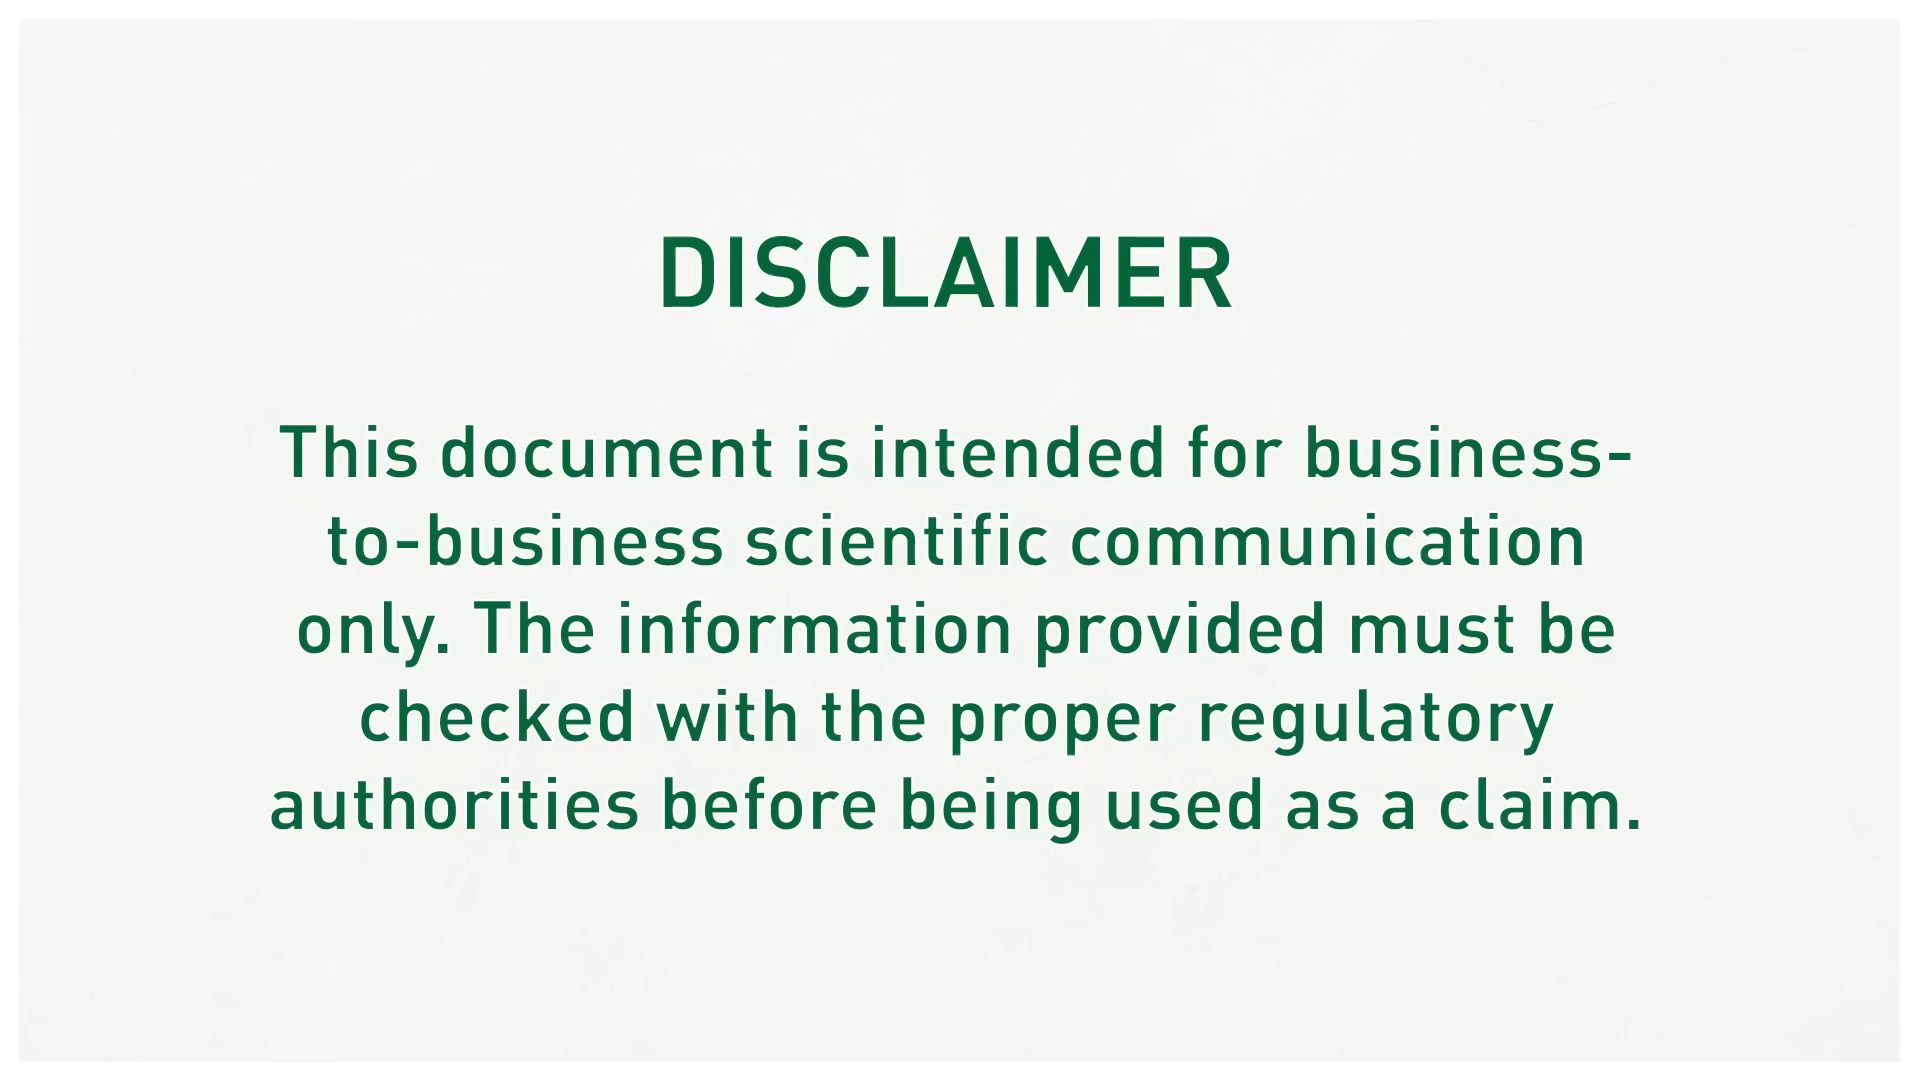 DISCLAIMER
This document is intended for business-
to-business scientific communication
only. The information provided must be
checked with the proper regulatory
authorities before being used as a claim.